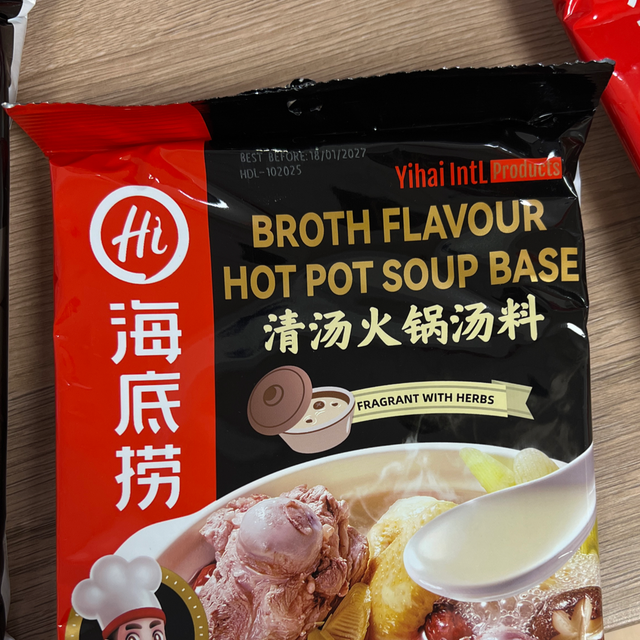 BEST BEFORE: 18/01/2027
HDL-102025
Yihai IntL Products
Hi
海底捞
BROTH FLAVOUR
HOT POT SOUP BASE
清汤火锅汤料
FRAGRANT WITH HERBS